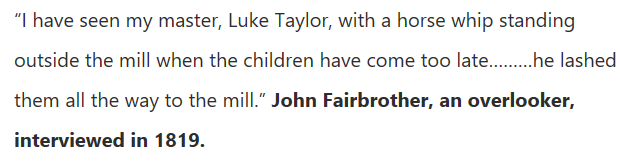 “I have seen my master, Luke Taylor, with a horse whip standing
outside the mill when the children have come too late.........he lashed
them all the way to the mill.” John Fairbrother, an overlooker,
interviewed in 1819.